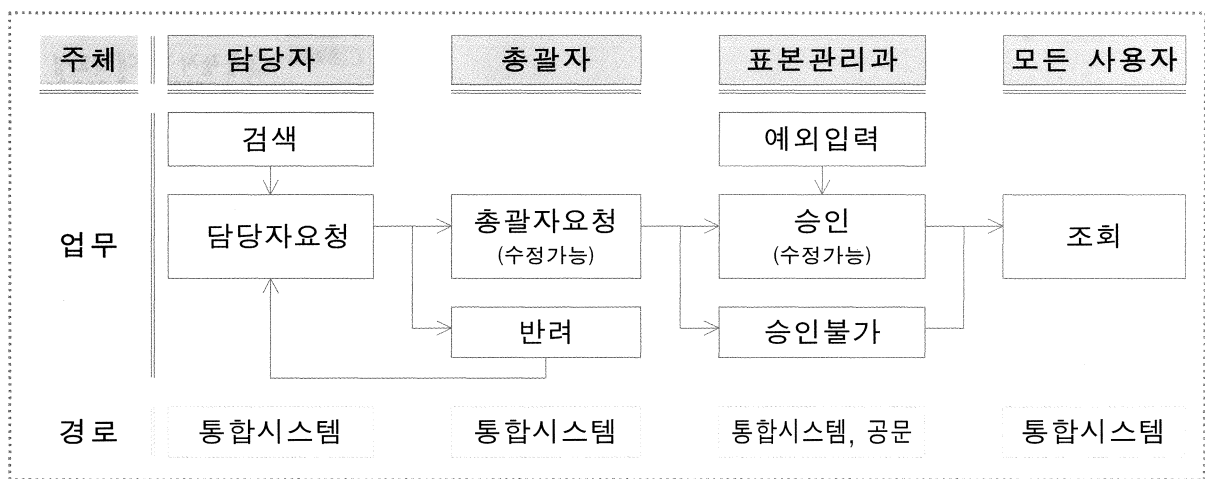 주체 담당자 총괄자 표본관리과 모든 사용자
검색 예외입력
업무 담당자요청 총괄자요청 승인 조회
(수정가능) (수정가능)
반려 승인불가
경로 통합시스템 통합시스템 통합시스템, 공문 통합시스템